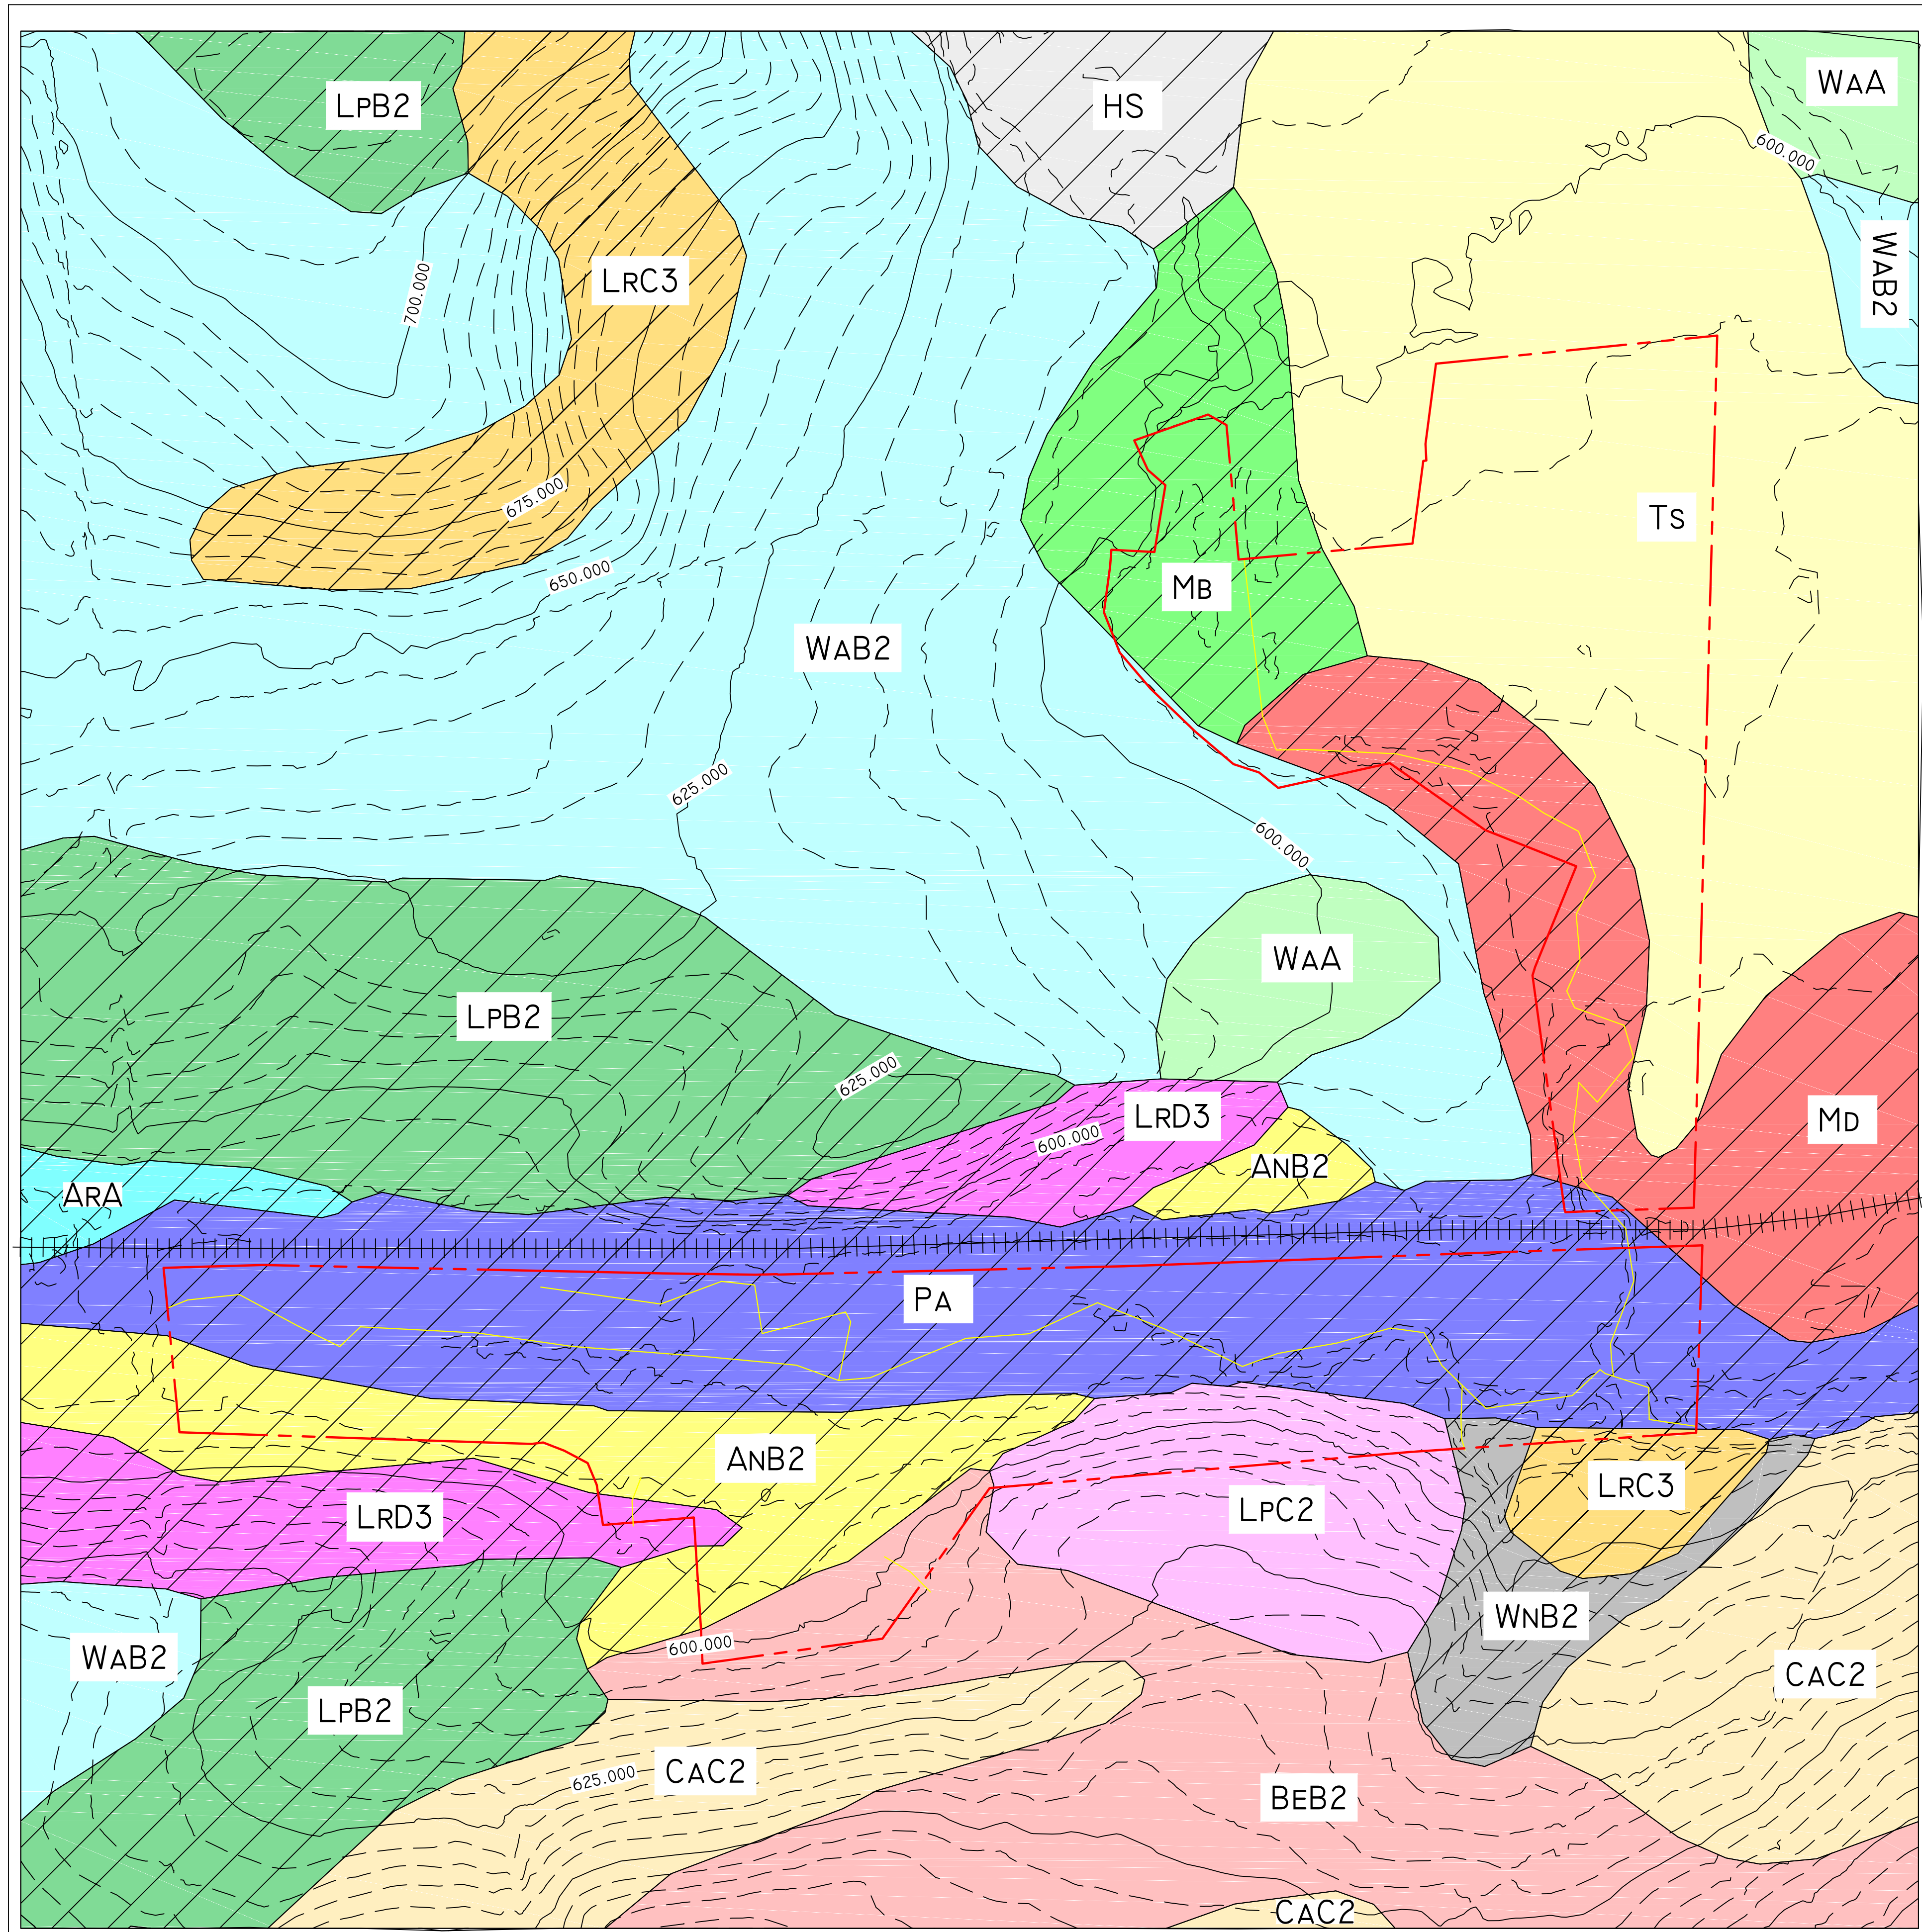 LPB2
HS
WAA
600.000
WAB2
LRC3
700.000
675.000
TS
650.000
MB
WAB2
625.000
600.000
WAA
LPB2
625.000
LRD3
MD
600.000
ANB2
ARA
PA
ANB2
LRC3
LPC2
LRD3
WNB2
600.000
WAB2
CAC2
LPB2
CAC2
625.000
BEB2
CAC2